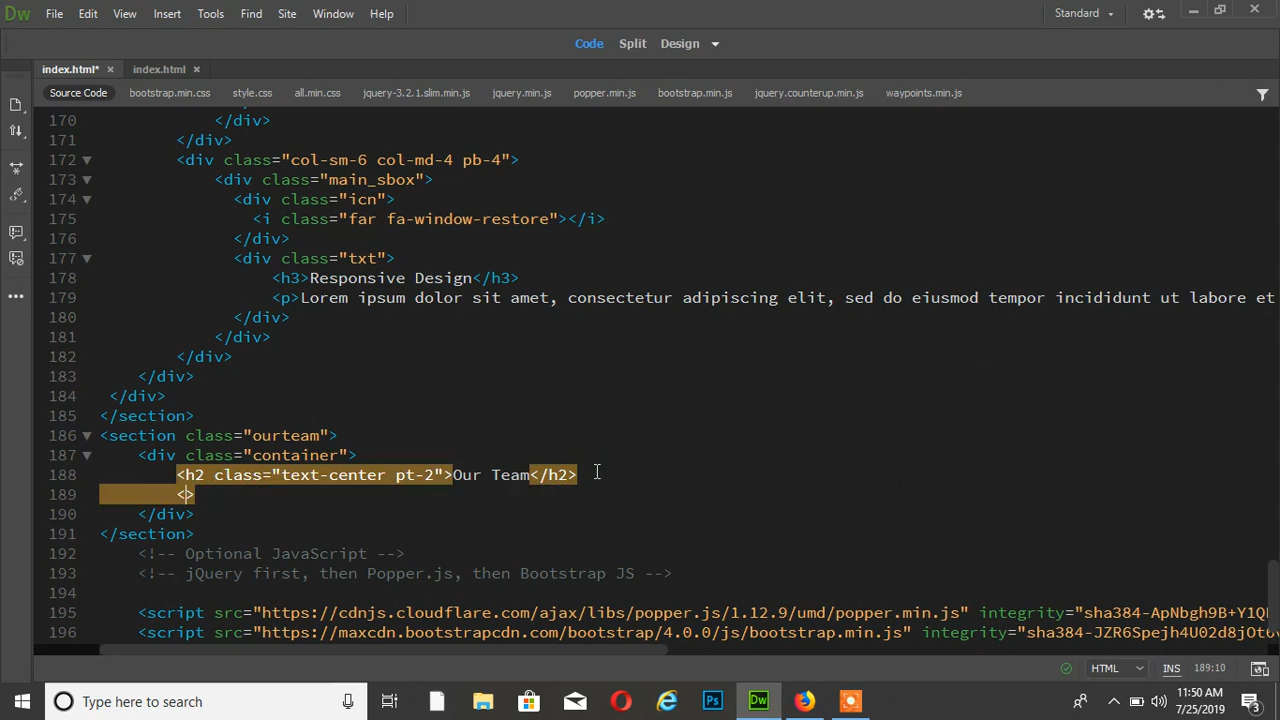 Dw File Edit View Insert Tools Find Site Window Help Standard
Code Split Design
index.html* × index.html ×
Source Code bootstrap.min.css style.css all.min.css jquery-3.2.1.slim.min.js jquery.min.js popper.min.js bootstrap.min.js jquery.counterup.min.js waypoints.min.js
170 </div>
171 </div>
172 <div class="col-sm-6 col-md-4 pb-4">
173 <div class="main_sbox">
174 <div class="icn">
175 <i class="far fa-window-restore"></i>
176 </div>
177 <div class="txt">
178 <h3>Responsive Design</h3>
179 <p>Lorem ipsum dolor sit amet, consectetur adipiscing elit, sed do eiusmod tempor incididunt ut labore et
180 </div>
181 </div>
182 </div>
183 </div>
184 </div>
185 </section>
186 <section class="ourteam">
187 <div class="container">
188 <h2 class="text-center pt-2">Our Team</h2>
189 <>
190 </div>
191 </section>
192 <!-- Optional JavaScript -->
193 <!-- jQuery first, then Popper.js, then Bootstrap JS -->
194
195 <script src="https://cdnjs.cloudflare.com/ajax/libs/popper.js/1.12.9/umd/popper.min.js" integrity="sha384-ApNbgh9B+Y1Q
196 <script src="https://maxcdn.bootstrapcdn.com/bootstrap/4.0.0/js/bootstrap.min.js" integrity="sha384-JZR6Spejh4U02d8jOt6v
HTML INS 189:10
Type here to search
Ps Dw
11:50 AM
7/25/2019
3